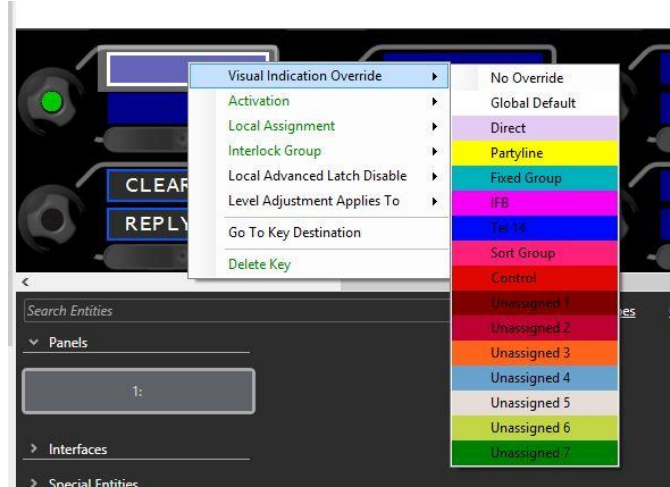 Visual Indication Override
Activation
Local Assignment
Interlock Group
Local Advanced Latch Disable
Level Adjustment Applies To
Go To Key Destination
Delete Key
No Override
Global Default
Direct
Partyline
Fixed Group
IFB
Tel 14
Sort Group
Control
Unassigned 1
Unassigned 2
Unassigned 3
Unassigned 4
Unassigned 5
Unassigned 6
Unassigned 7
CLEAR
REPLY
Search Entities
Panels
1:
Interfaces
Special Entities